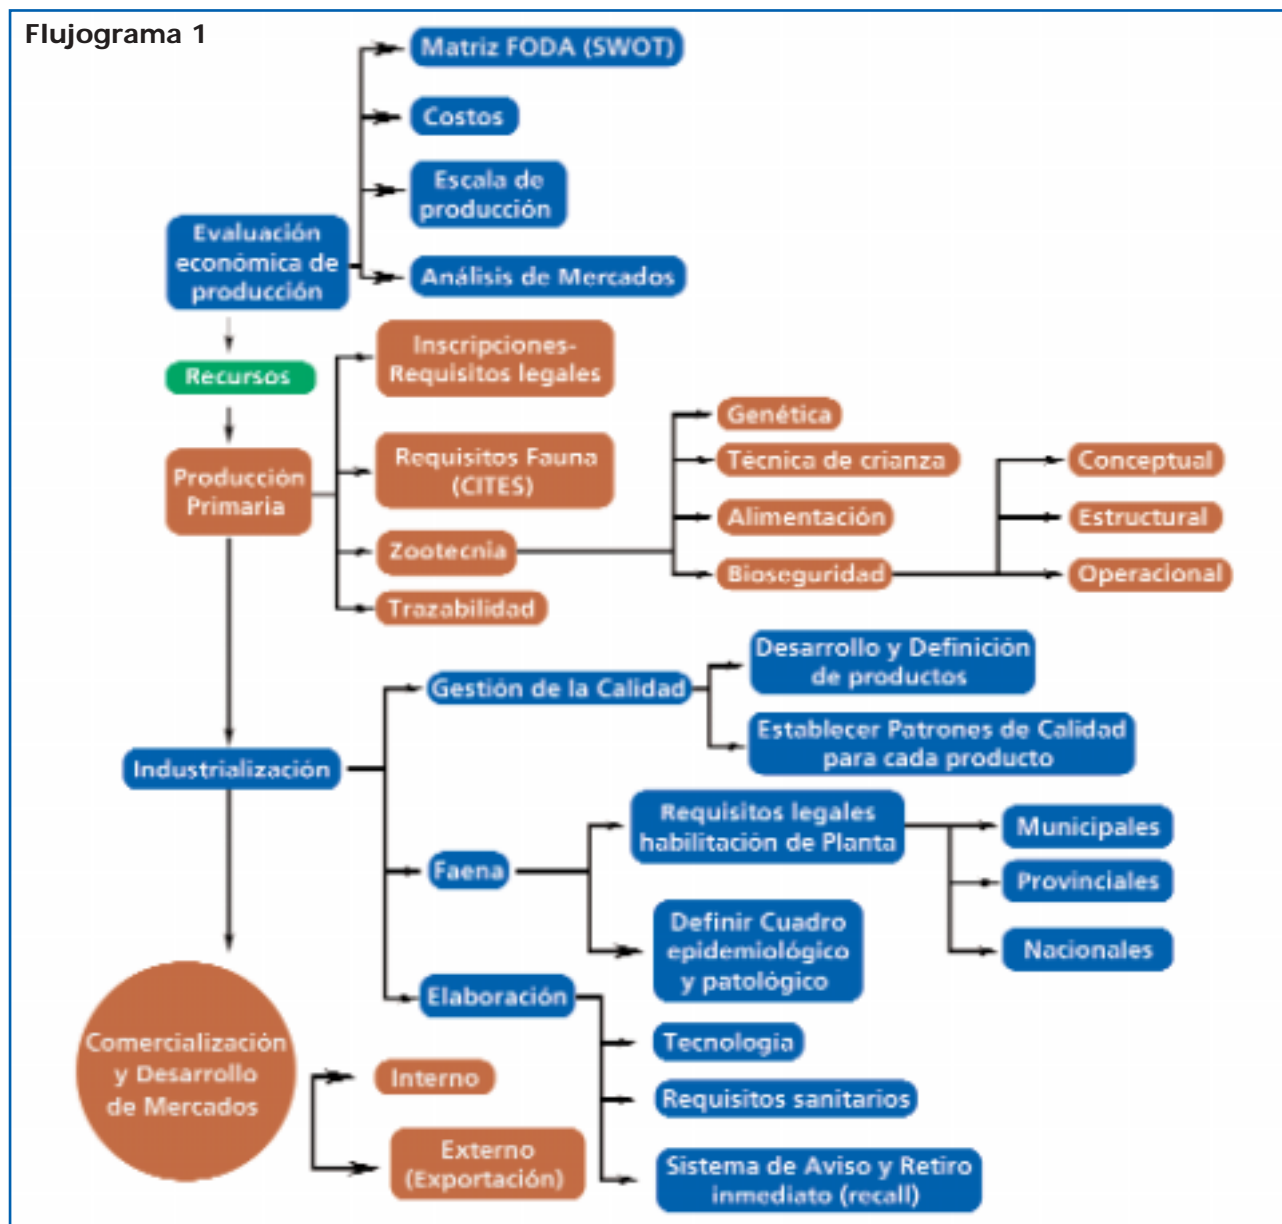 Flujograma 1
Matriz FODA (SWOT)
Costos
Escala de
producción
Evaluación
económica de
producción
Análisis de Mercados
Recursos
Inscripciones-
Requisitos legales
Producción
Primaria
Requisitos Fauna
(CITES)
Zootecnia
Trazabilidad
Genética
Técnica de crianza
Alimentación
Bioseguridad
Conceptual
Estructural
Operacional
Industrialización
Gestión de la Calidad
Desarrollo y Definición
de productos
Establecer Patrones de Calidad
para cada producto
Faena
Requisitos legales
habilitación de Planta
Municipales
Provinciales
Nacionales
Definir Cuadro
epidemiológico
y patológico
Elaboración
Tecnologia
Requisitos sanitarios
Sistema de Aviso y Retiro
inmediato (recall)
Comercialización
y Desarrollo
de Mercados
Interno
Externo
(Exportación)